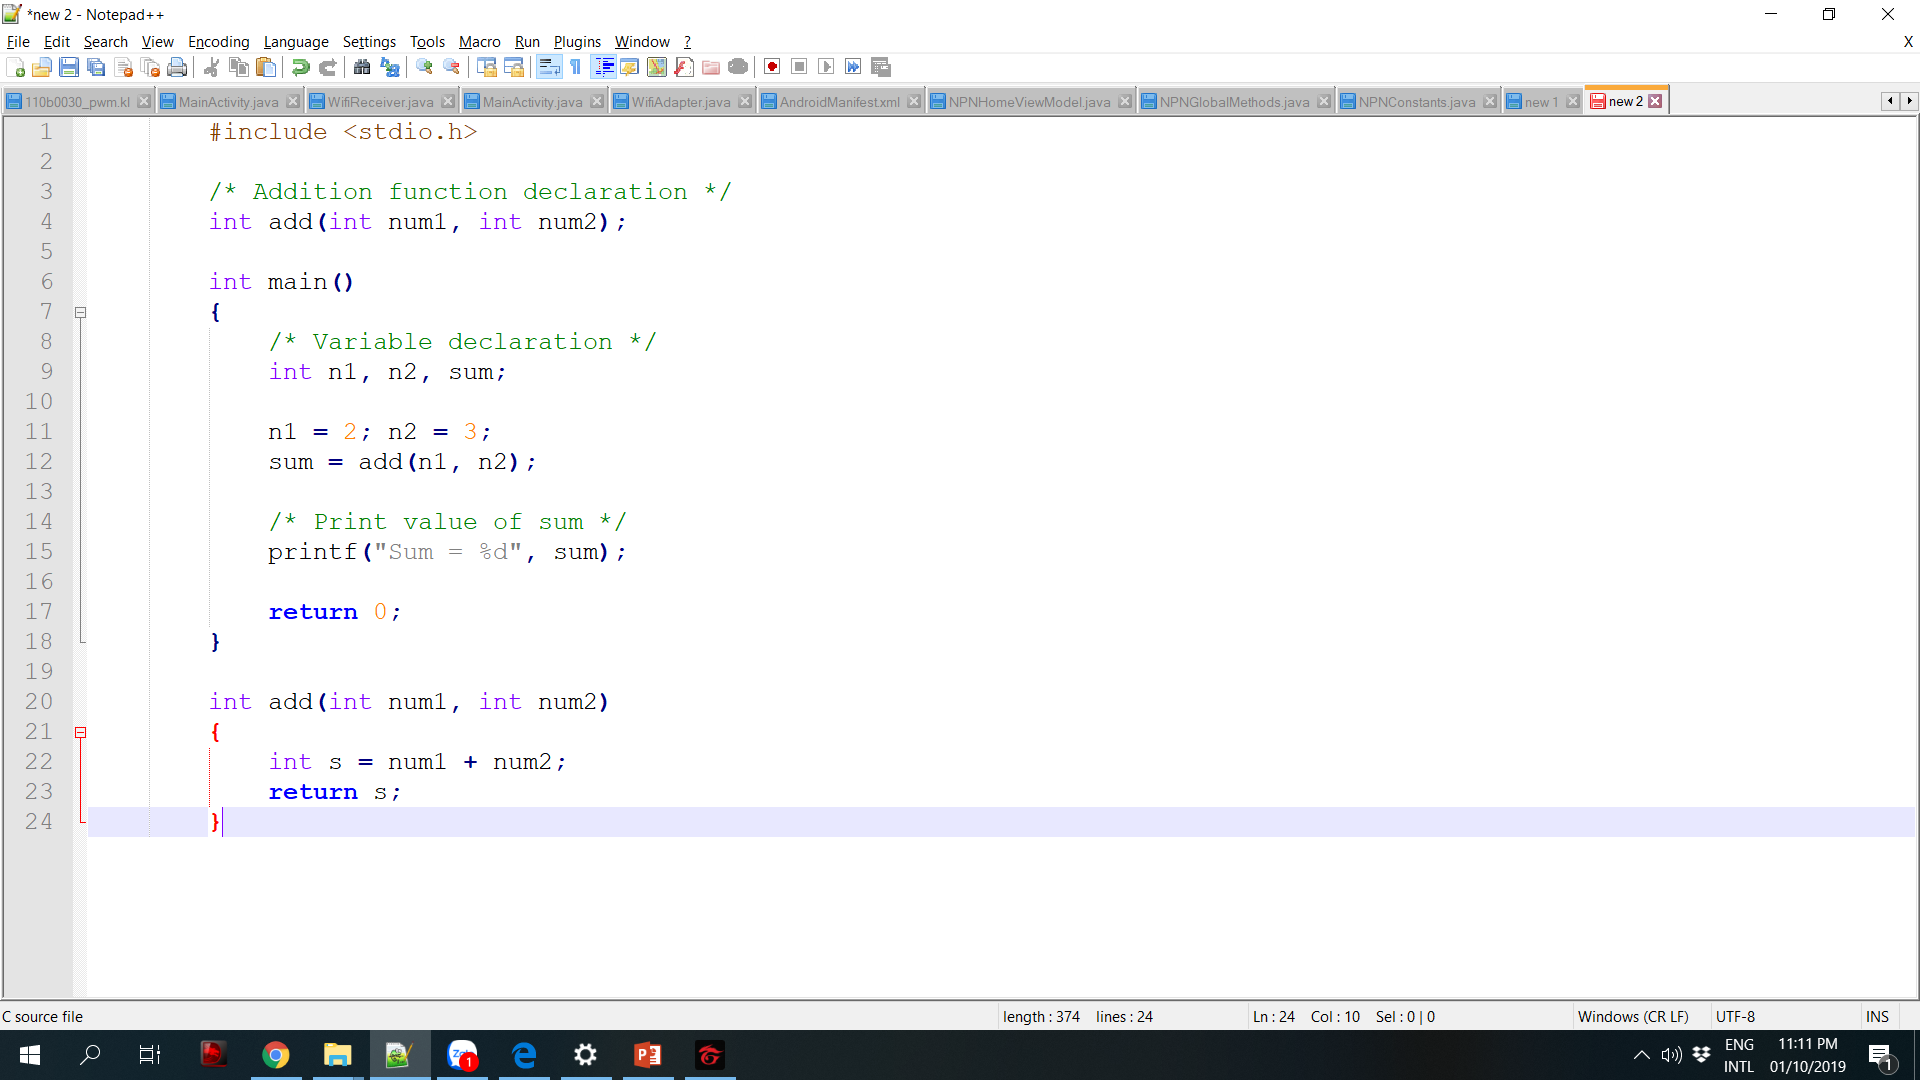 *new 2 - Notepad++
File Edit Search View Encoding Language Settings Tools Macro Run Plugins Window ? X
110b0030_pwm.kl MainActivity.java WifiReceiver.java MainActivity.java WifiAdapter.java AndroidManifest.xml NPNHomeViewModel.java NPNGlobalMethods.java NPNConstants.java new 1 new 2
1 #include <stdio.h>
2
3 /* Addition function declaration */
4 int add(int num1, int num2);
5
6 int main()
7 {
8 /* Variable declaration */
9 int n1, n2, sum;
10
11 n1 = 2; n2 = 3;
12 sum = add(n1, n2);
13
14 /* Print value of sum */
15 printf("Sum = %d", sum);
16
17 return 0;
18 }
19
20 int add(int num1, int num2)
21 {
22 int s = num1 + num2;
23 return s;
24 }
C source file length : 374 lines : 24 Ln : 24 Col : 10 Sel : 0 | 0 Windows (CR LF) UTF-8 INS
ENG 11:11 PM
INTL 01/10/2019
1
1